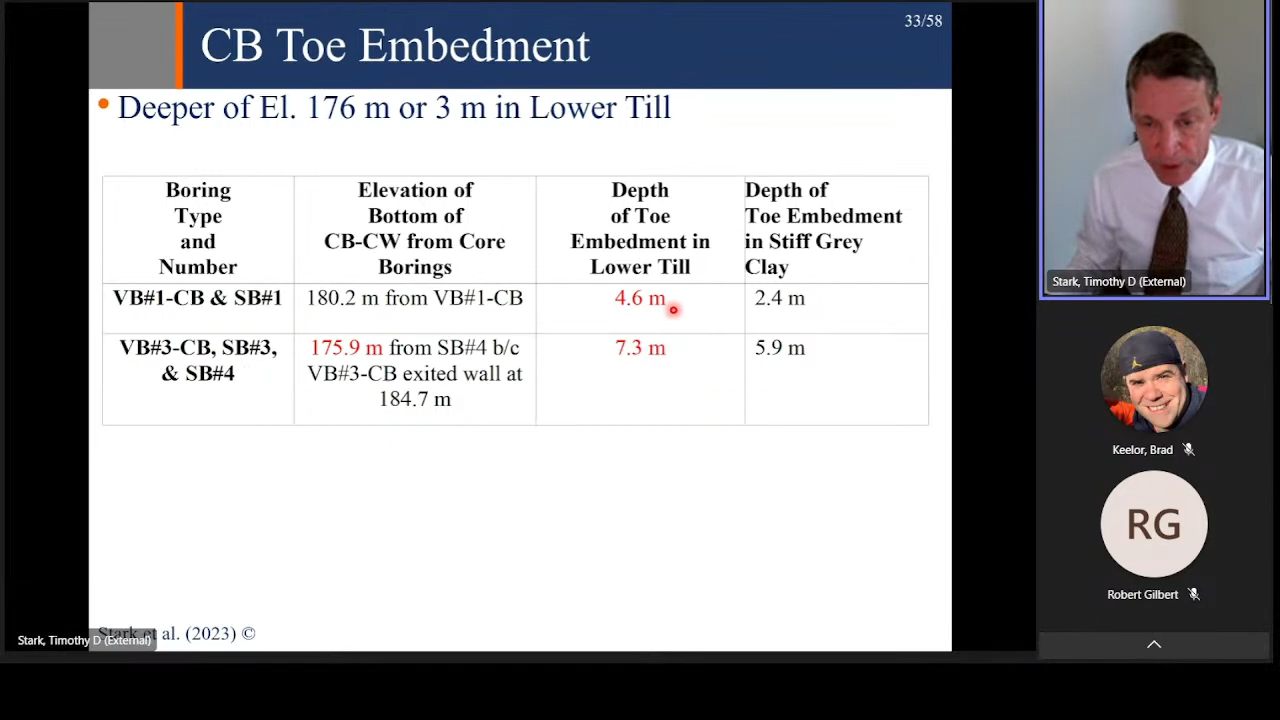 33/58
CB Toe Embedment
• Deeper of El. 176 m or 3 m in Lower Till
Boring
Type
and
Number
Elevation of
Bottom of
CB-CW from Core
Borings
Depth
of Toe
Embedment in
Lower Till
Depth of
Toe Embedment
in Stiff Grey
Clay
VB#1-CB & SB#1
180.2 m from VB#1-CB
4.6 m
2.4 m
VB#3-CB, SB#3,
& SB#4
175.9 m from SB#4 b/c
VB#3-CB exited wall at
184.7 m
7.3 m
5.9 m
Stark et al. (2023) ©
Stark, Timothy D (External)
Stark, Timothy D (External)
Keelor, Brad
RG
Robert Gilbert